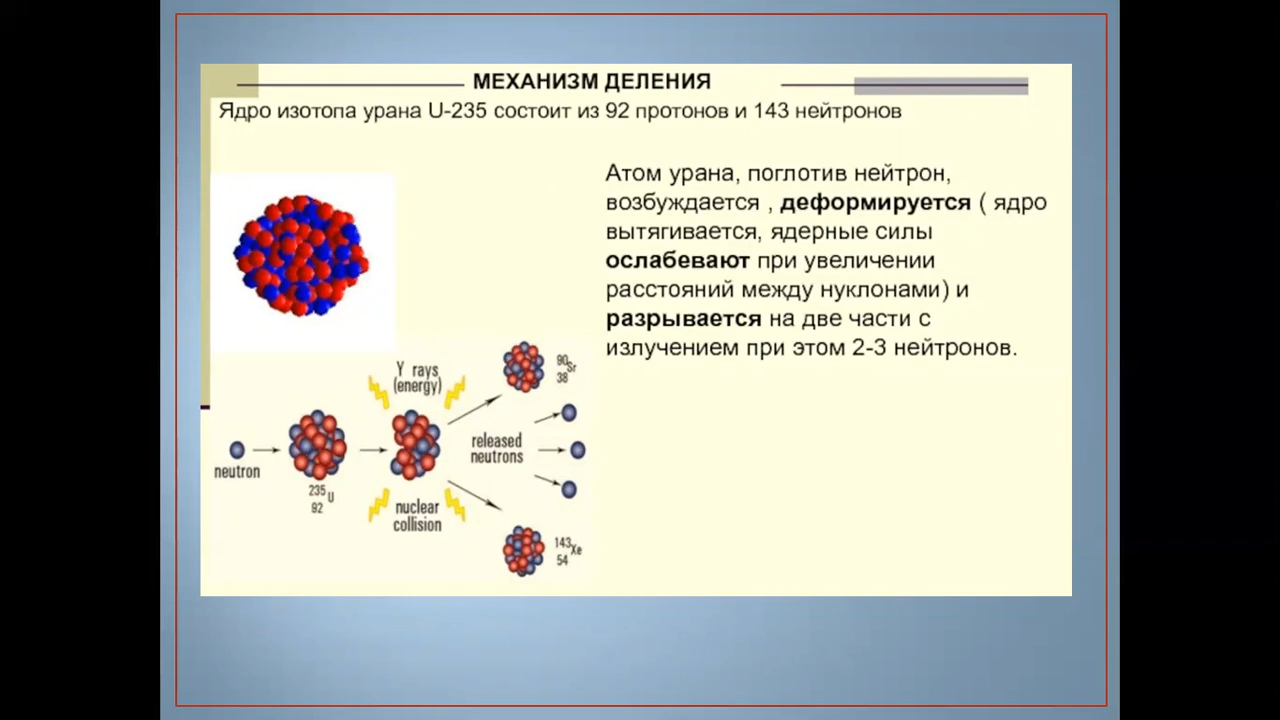 МЕХАНИЗМ ДЕЛЕНИЯ
Ядро изотопа урана U-235 состоит из 92 протонов и 143 нейтронов
Атом урана, поглотив нейтрон,
возбуждается , деформируется ( ядро
вытягивается, ядерные силы
ослабевают при увеличении
расстояний между нуклонами) и
разрывается на две части с
излучением при этом 2-3 нейтронов.
Y rays
(energy)
90
Sr
38
released
neutrons
neutron
235
U
92
nuclear
collision
143
Xe
54